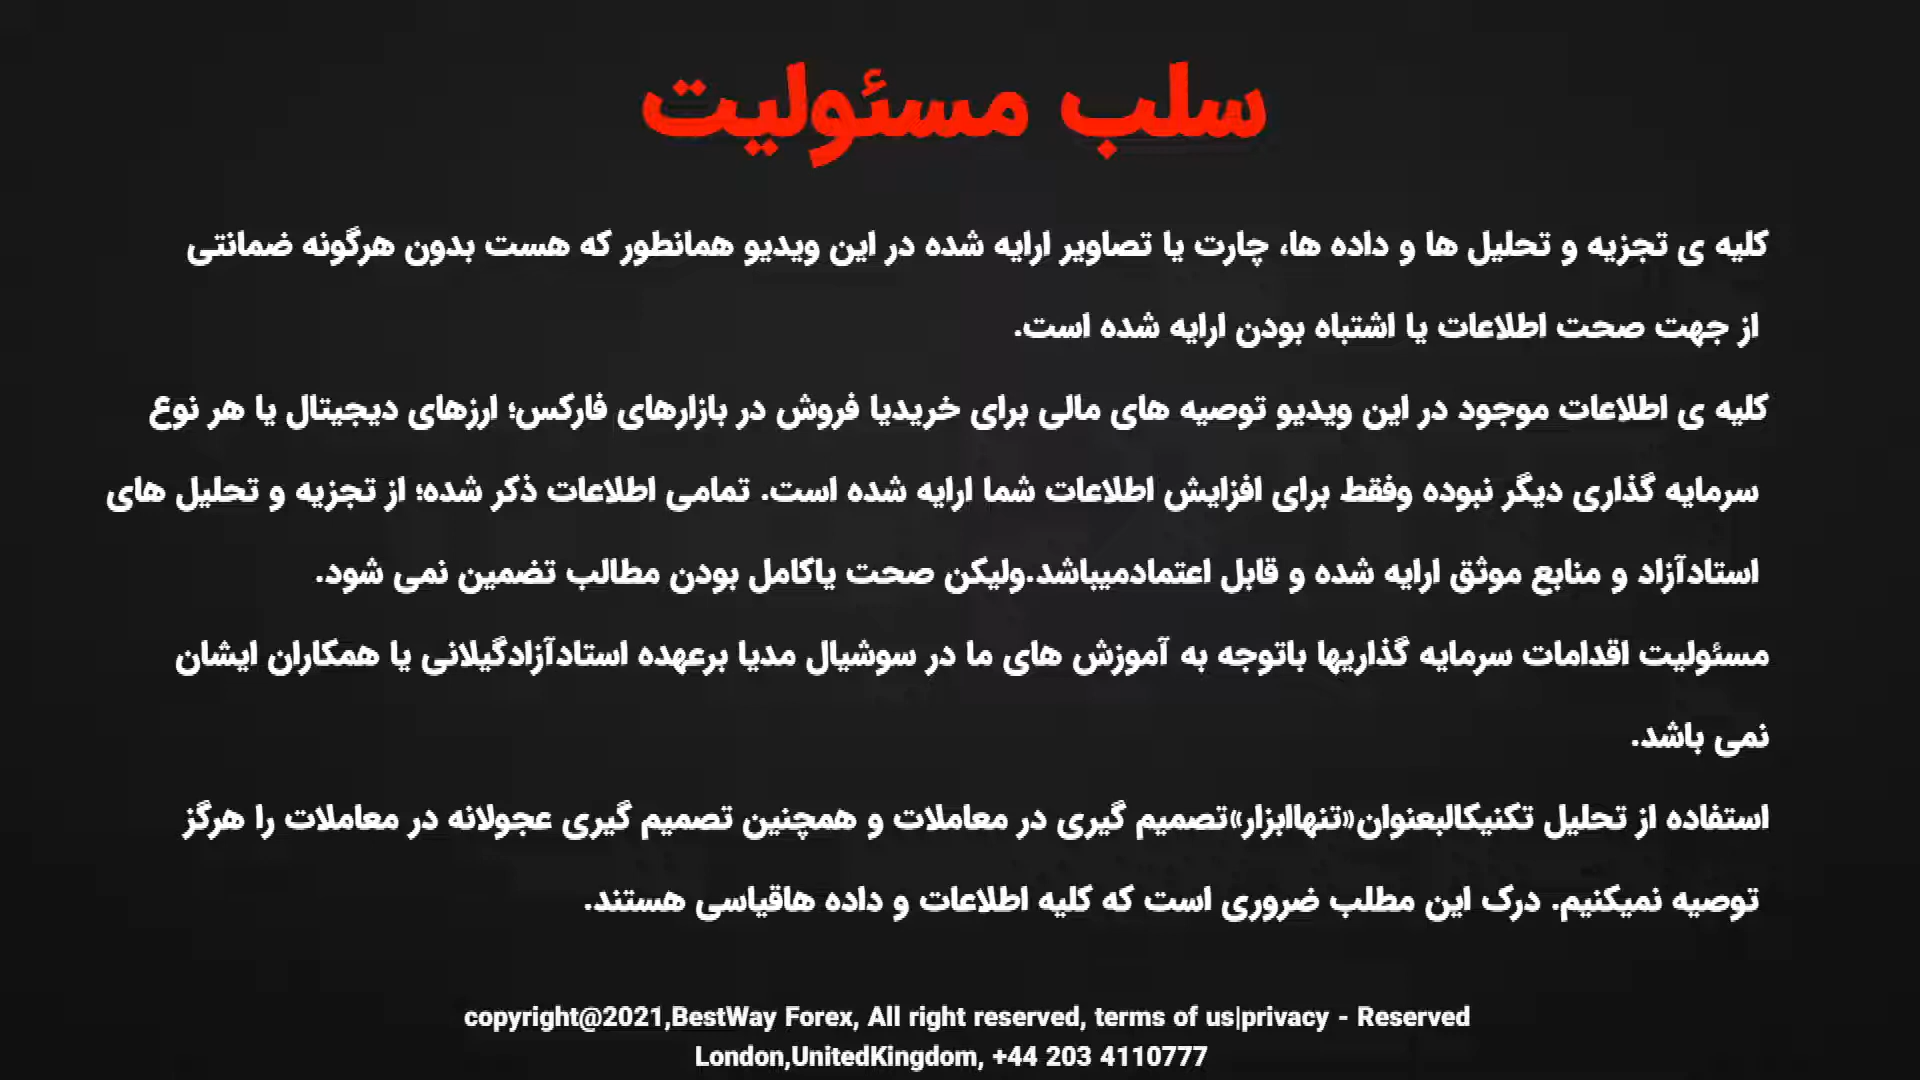 سلب مسئولیت
کلیه ی تجزیه و تحلیل ها و داده ها، چارت یا تصاویر ارایه شده در این ویدیو همانطور که هست بدون هرگونه ضمانتی
از جهت صحت اطلاعات یا اشتباه بودن ارایه شده است.
کلیه ی اطلاعات موجود در این ویدیو توصیه های مالی برای خریدیا فروش در بازارهای فارکس؛ ارزهای دیجیتال یا هر نوع
سرمایه گذاری دیگر نبوده وفقط برای افزایش اطلاعات شما ارایه شده است. تمامی اطلاعات ذکر شده؛ از تجزیه و تحلیل های
استادآزاد و منابع موثق ارایه شده و قابل اعتمادمیباشد.ولیکن صحت یاکامل بودن مطالب تضمین نمی شود.
مسئولیت اقدامات سرمایه گذاریها باتوجه به آموزش های ما در سوشیال مدیا برعهده استادآزادگیلانی یا همکاران ایشان
نمی باشد.
استفاده از تحلیل تکنیکالبعنوان«تنهاابزار»تصمیم گیری در معاملات و همچنین تصمیم گیری عجولانه در معاملات را هرگز
توصیه نمیکنیم. درک این مطلب ضروری است که کلیه اطلاعات و داده هاقیاسی هستند.
copyright@2021,BestWay Forex, All right reserved, terms of us|privacy - Reserved
London,UnitedKingdom, +44 203 4110777